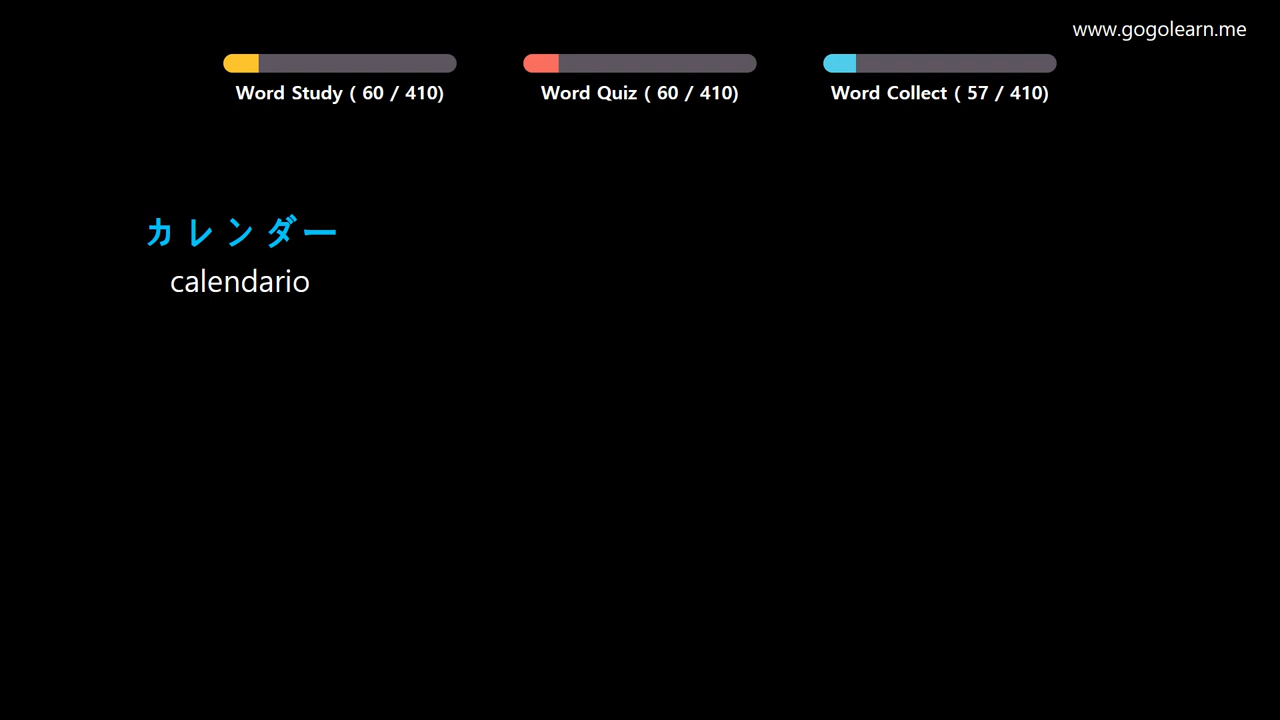 www.gogolearn.me
Word Study ( 60 / 410)
Word Quiz ( 60 / 410)
Word Collect ( 57 / 410)
カレンダー
calendario